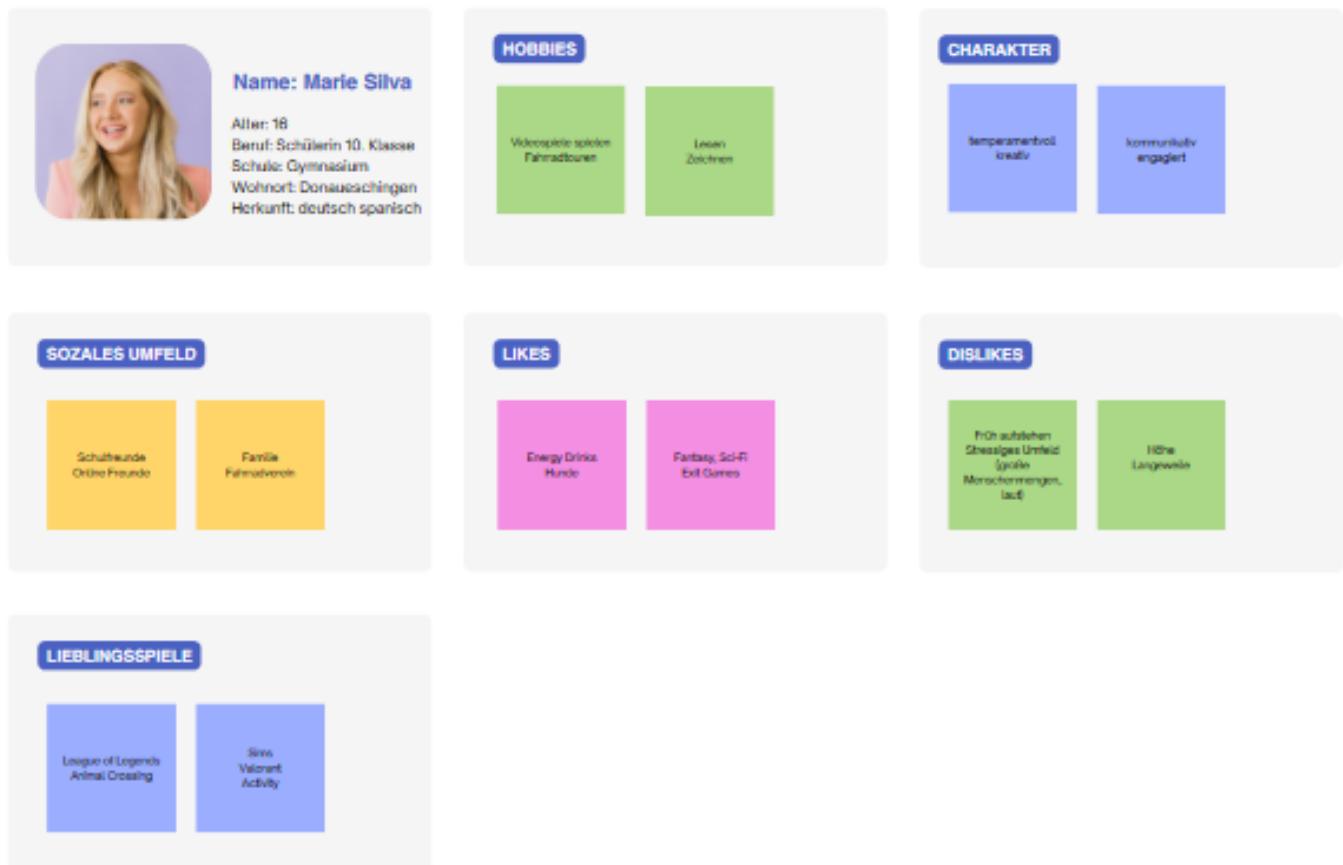 Name: Marie Silva
Alter: 16
Beruf: Schülerin 10. Klasse
Schule: Gymnasium
Wohnort: Donaueschingen
Herkunft: deutsch spanisch
HOBBIES
Videospiele spielen
Fahrradtouren
Lesen
Zeichnen
CHARAKTER
temperamentvoll
kreativ
kommunikativ
engagiert
SOZALES UMFELD
Schulfreunde
Online Freunde
Familie
Fahrradverein
LIKES
Energy Drinks
Hunde
Fantasy, Sci-Fi
Exit Games
DISLIKES
Früh aufstehen
Stressiges Umfeld
(große
Menschenmengen,
laut)
Höhe
Langeweile
LIEBLINGSSPIELE
League of Legends
Animal Crossing
Sims
Valorant
Activity